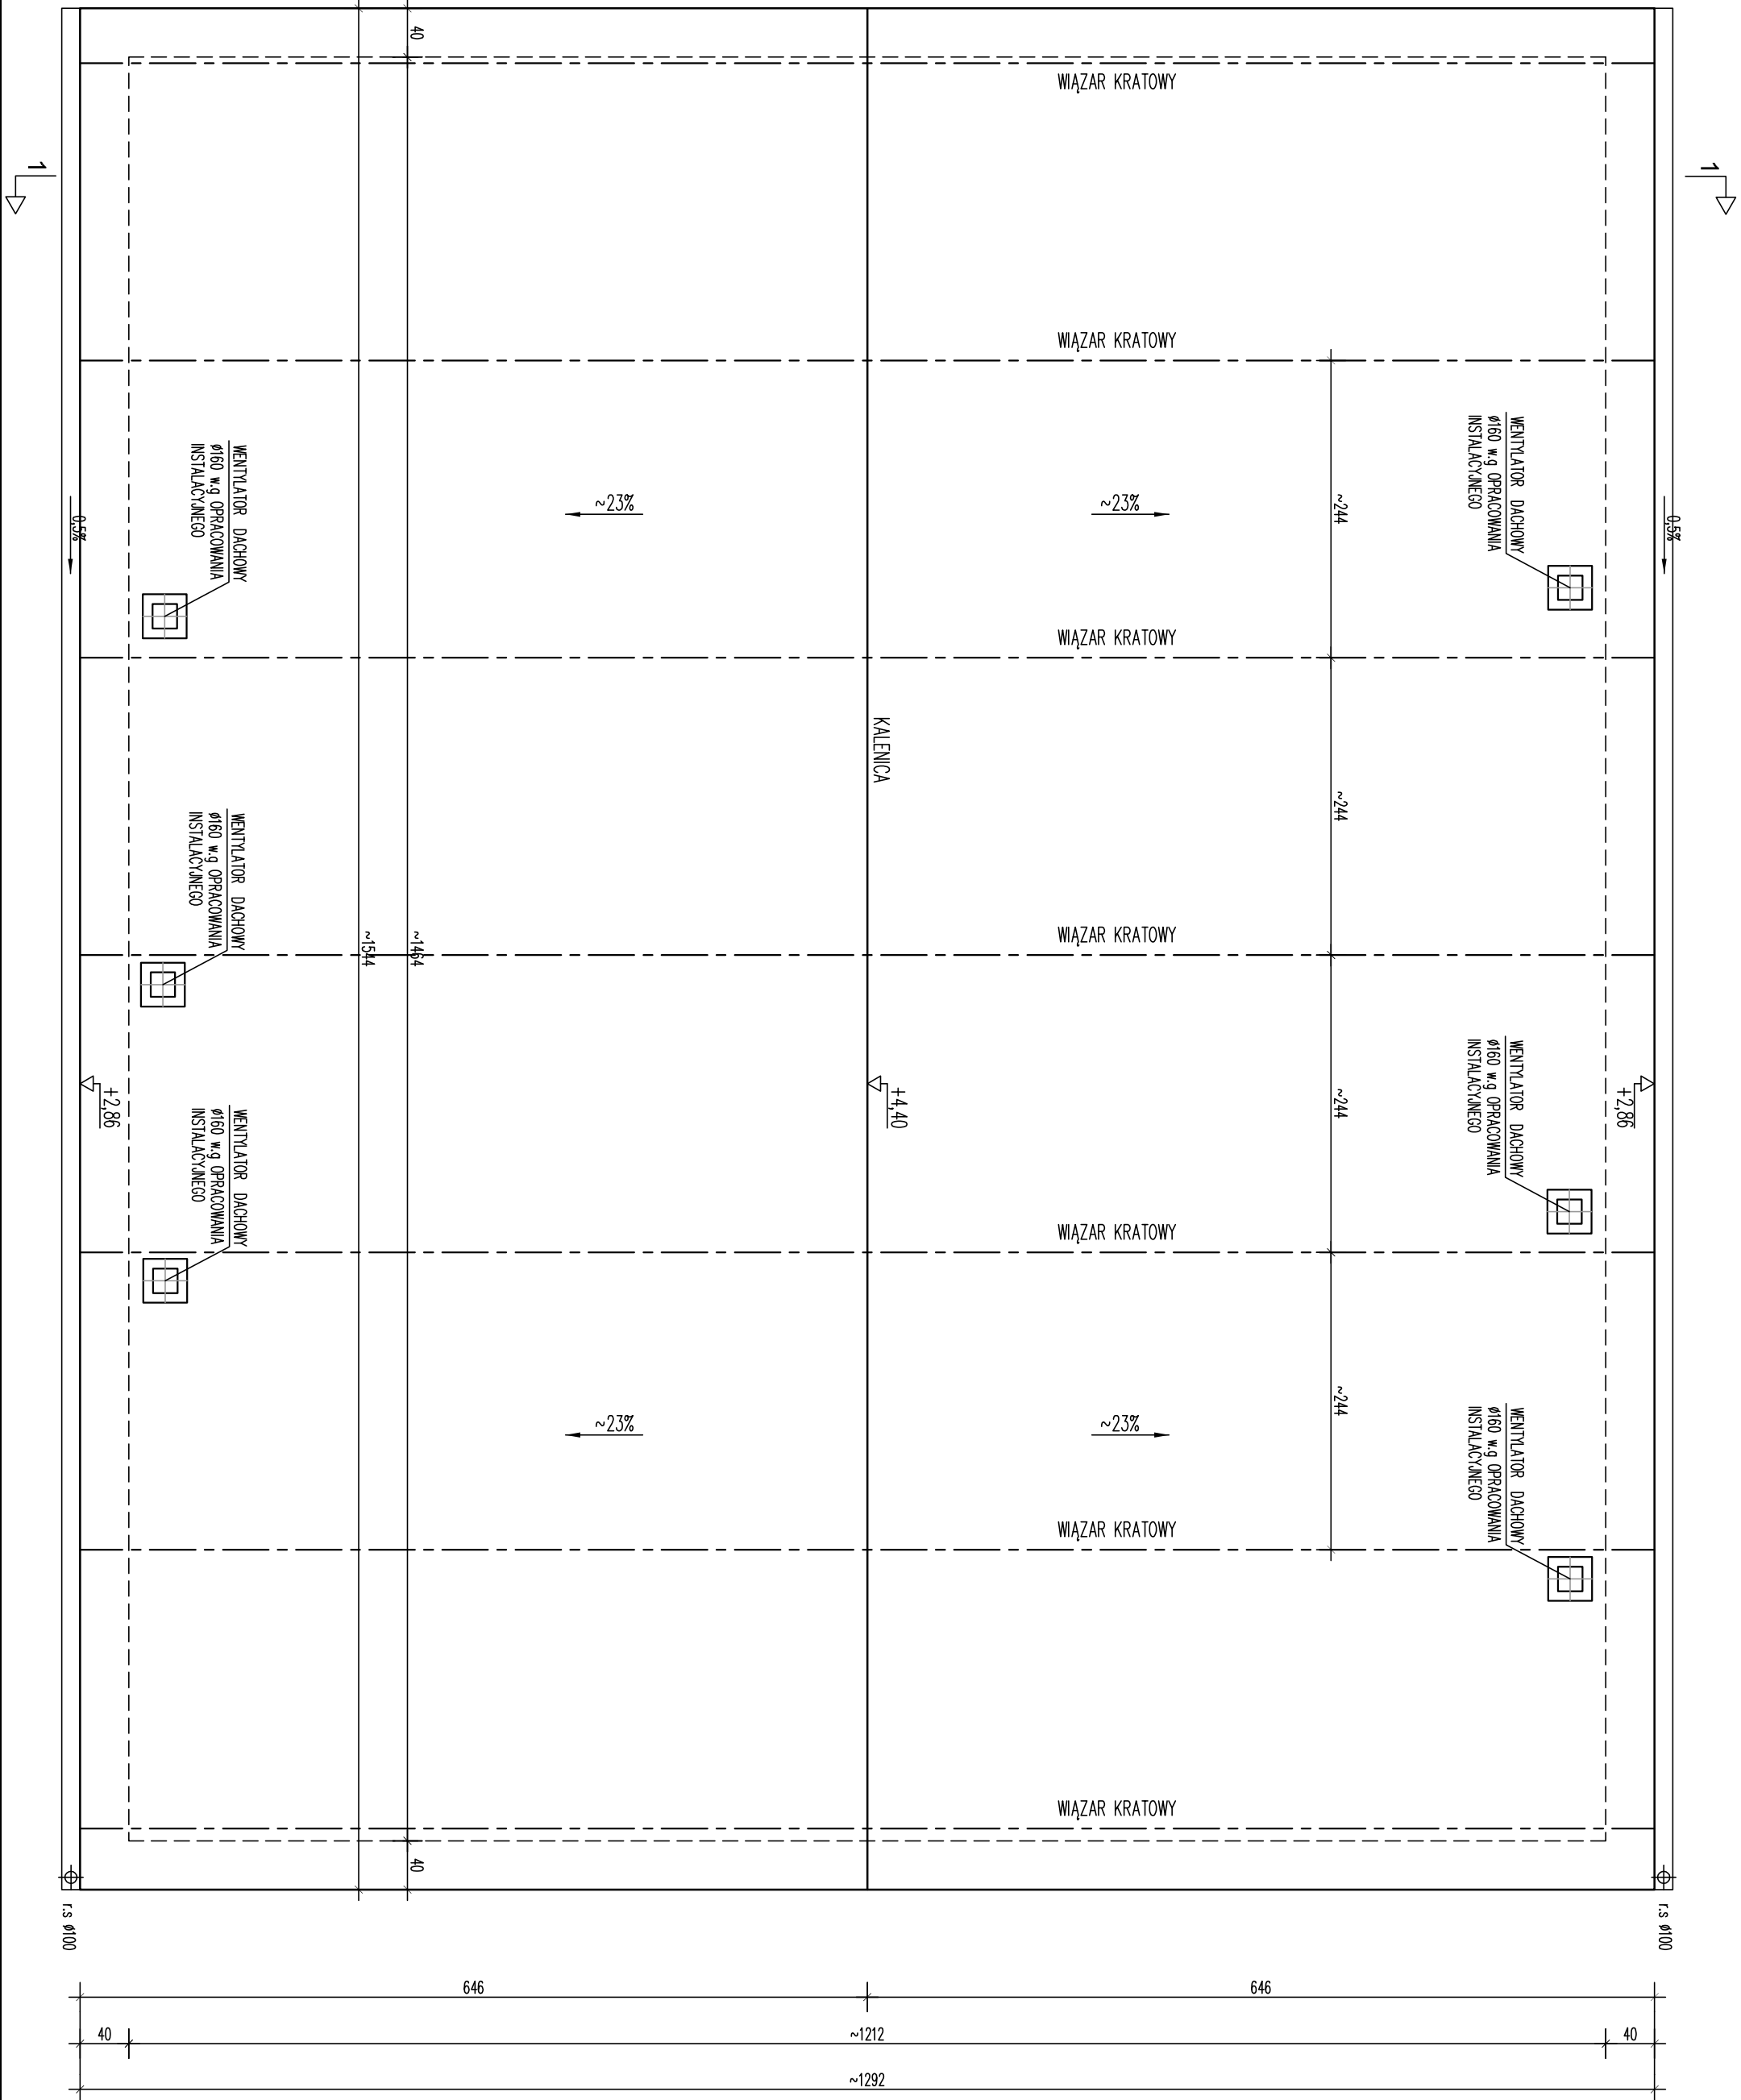 40
WIĄZAR KRATOWY
1
1
WIĄZAR KRATOWY
WENTYLATOR DACHOWY
ø160 w.g OPRACOWANIA
INSTALACYJNEGO
WENTYLATOR DACHOWY
ø160 w.g OPRACOWANIA
INSTALACYJNEGO
~23%
~23%
~244
0,5%
0,5%
WIĄZAR KRATOWY
KALENICA
~244
WENTYLATOR DACHOWY
ø160 w.g OPRACOWANIA
INSTALACYJNEGO
~1544
~1464
WIĄZAR KRATOWY
WENTYLATOR DACHOWY
ø160 w.g OPRACOWANIA
INSTALACYJNEGO
+2,86
+4,40
~244
+2,86
WENTYLATOR DACHOWY
ø160 w.g OPRACOWANIA
INSTALACYJNEGO
WIĄZAR KRATOWY
~23%
~23%
~244
WENTYLATOR DACHOWY
ø160 w.g OPRACOWANIA
INSTALACYJNEGO
WIĄZAR KRATOWY
WIĄZAR KRATOWY
40
r.s ø100
r.s ø100
646
646
40
~1212
40
~1292